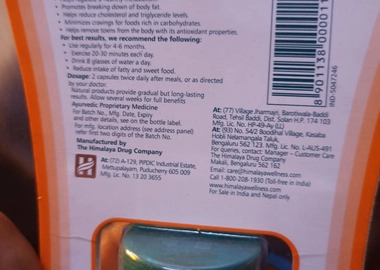 • Promotes breaking down of body fat.
• Helps reduce cholesterol and triglyceride levels.
• Minimizes cravings for foods rich in carbohydrates.
• Helps remove toxins from the body with its antioxidant properties.
For best results, we recommend the following:
• Use regularly for 4-6 months.
• Exercise 20-30 minutes each day.
• Drink 8 glasses of water a day.
• Reduce intake of fatty and sweet food.
Dosage: 2 capsules twice daily after meals, or as directed
by your doctor.
Natural products provide gradual but long-lasting
results. Allow several weeks for full benefits
Ayurvedic Proprietary Medicine
For Batch No., Mfg. Date, Expiry
and other details, see on the bottle label.
For mfg. location address (see address panel)
refer first two digits of the Batch No.
Manufactured by
The Himalaya Drug Company
At: (72) A-129, PPDIC Industrial Estate,
Mettupalayam, Puducherry 605 009
Mfg. Lic. No. 13 20 3655
8901138000011
IND-5047246
At: (77) Village Jharmajri, Barotiwala-Baddi
Road, Tehsil Baddi, Dist. Solan H.P. 174 103
Mfg. Lic. No. HP-49-Ay (LL)
At: (93) No. 54/2 Boodihal Village, Kasaba
Hobli Nelamangala Taluk,
Bengaluru 562 123. Mfg. Lic. No. L-AUS-491
For queries, contact: Manager - Customer Care
The Himalaya Drug Company
Makali, Bengaluru 562 162
Email: care@himalayawellness.com
Call 1-800-208-1930 (Toll-free in India)
www.himalayawellness.com
For Sale in India and Nepal only